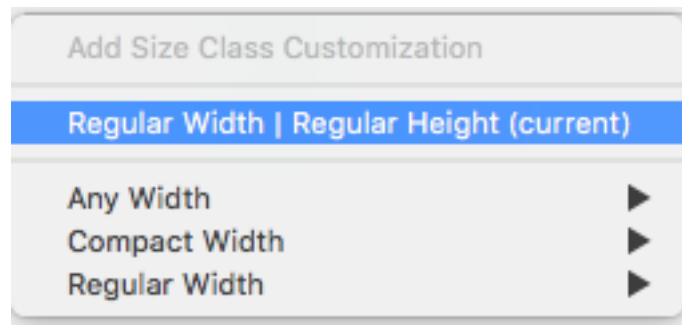 Add Size Class Customization
Regular Width | Regular Height (current)
Any Width
Compact Width
Regular Width